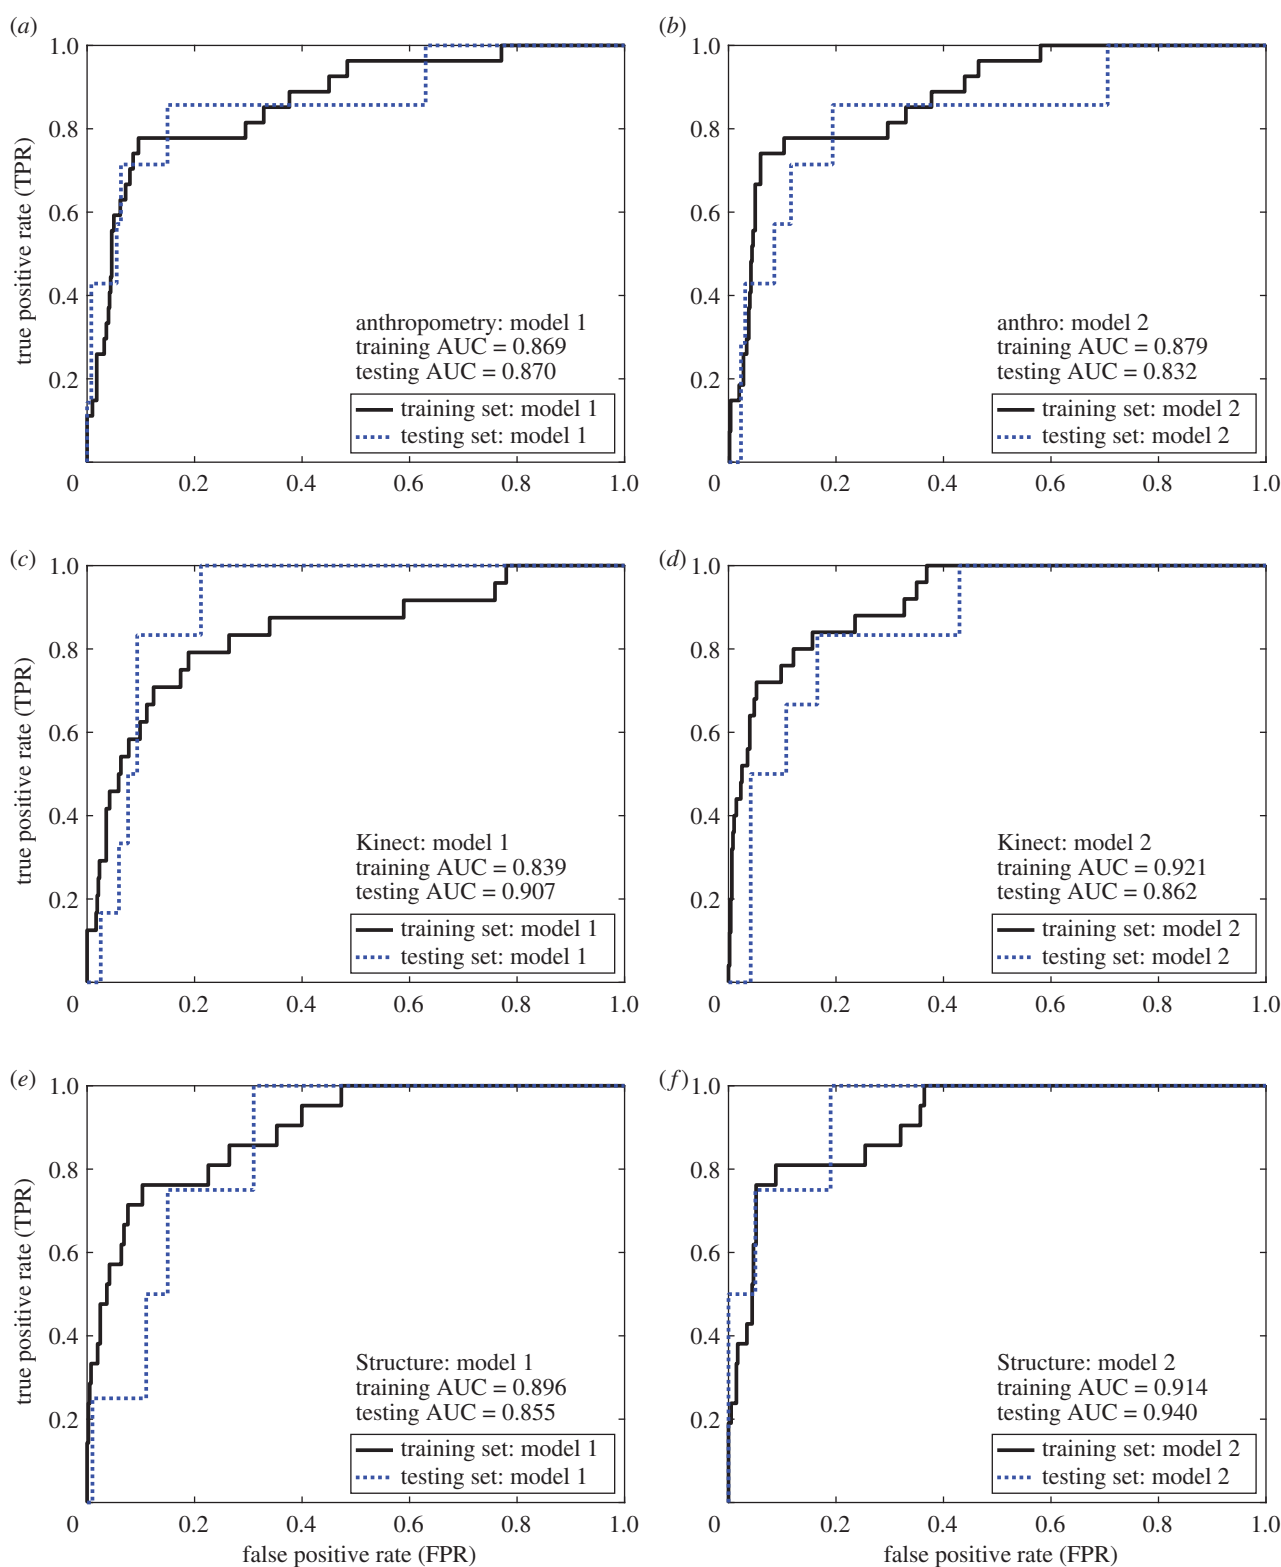 (a)
1.0
0.8
0.6
0.4
0.2
true positive rate (TPR)
anthropometry: model 1
training AUC = 0.869
testing AUC = 0.870
training set: model 1
testing set: model 1
0 0.2 0.4 0.6 0.8 1.0
(b)
1.0
0.8
0.6
0.4
0.2
anthro: model 2
training AUC = 0.879
testing AUC = 0.832
training set: model 2
testing set: model 2
0 0.2 0.4 0.6 0.8 1.0
(c)
1.0
0.8
0.6
0.4
0.2
true positive rate (TPR)
Kinect: model 1
training AUC = 0.839
testing AUC = 0.907
training set: model 1
testing set: model 1
0 0.2 0.4 0.6 0.8 1.0
(d)
1.0
0.8
0.6
0.4
0.2
Kinect: model 2
training AUC = 0.921
testing AUC = 0.862
training set: model 2
testing set: model 2
0 0.2 0.4 0.6 0.8 1.0
(e)
1.0
0.8
0.6
0.4
0.2
true positive rate (TPR)
Structure: model 1
training AUC = 0.896
testing AUC = 0.855
training set: model 1
testing set: model 1
0 0.2 0.4 0.6 0.8 1.0
false positive rate (FPR)
(f)
1.0
0.8
0.6
0.4
0.2
Structure: model 2
training AUC = 0.914
testing AUC = 0.940
training set: model 2
testing set: model 2
0 0.2 0.4 0.6 0.8 1.0
false positive rate (FPR)